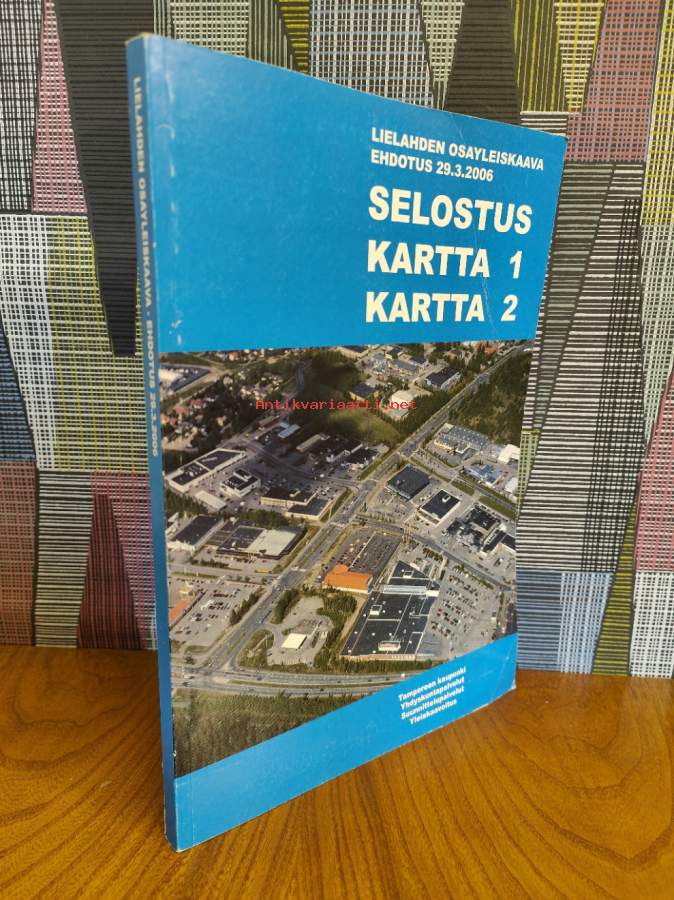 LIELAHDEN OSAYLEISKAAVA - EHDOTUS 29.3.2006
LIELAHDEN OSAYLEISKAAVA
EHDOTUS 29.3.2006
SELOSTUS
KARTTA 1
KARTTA 2
Antikvariaatti.net
Tampereen kaupunki
Yhdyskuntapalvelut
Suunnittelupalvelut
Yleiskaavoitus